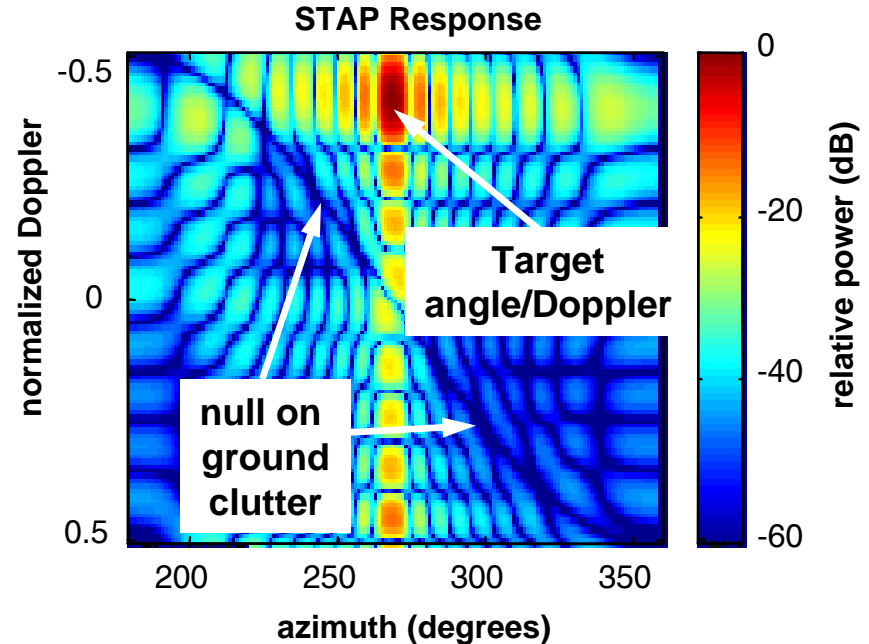 STAP Response
-0.5
0
0.5
normalized Doppler
200
250
300
350
azimuth (degrees)
Target
angle/Doppler
null on
ground
clutter
0
-20
-40
-60
relative power (dB)